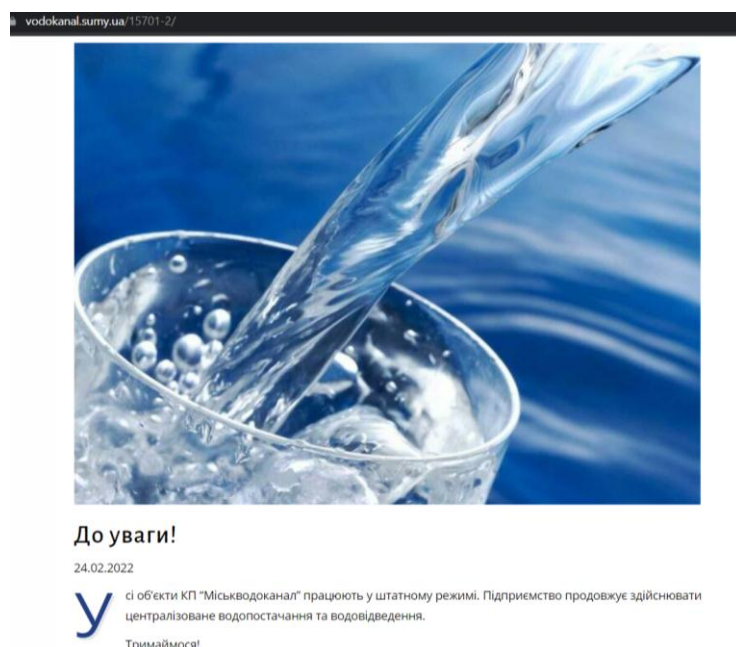 vodokanal.sumy.ua/15701-2/
До уваги!
24.02.2022
Усі об’єкти КП “Міськводоканал” працюють у штатному режимі. Підприємство продовжує здійснювати
централізоване водопостачання та водовідведення.
Тримаймося!